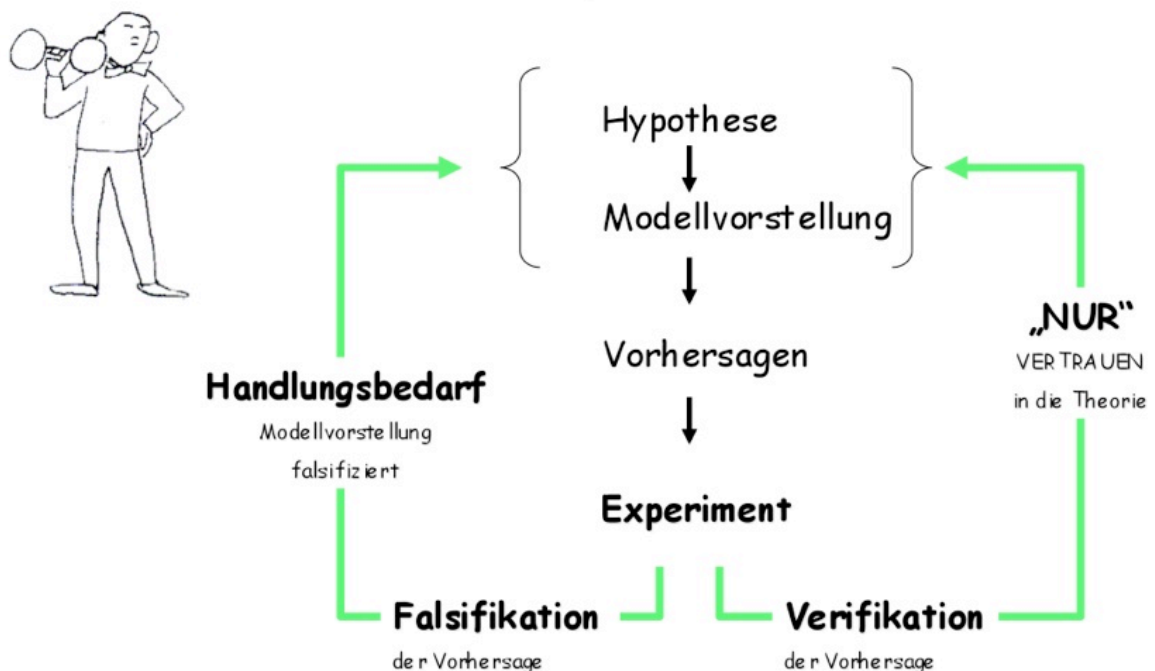 Hypothese
Modellvorstellung
Vorhersagen
Handlungsbedarf
Modellvorstellung
falsifiziert
„NUR“
VERTRAUEN
in die Theorie
Experiment
Falsifikation
der Vorhersage
Verifikation
der Vorhersage